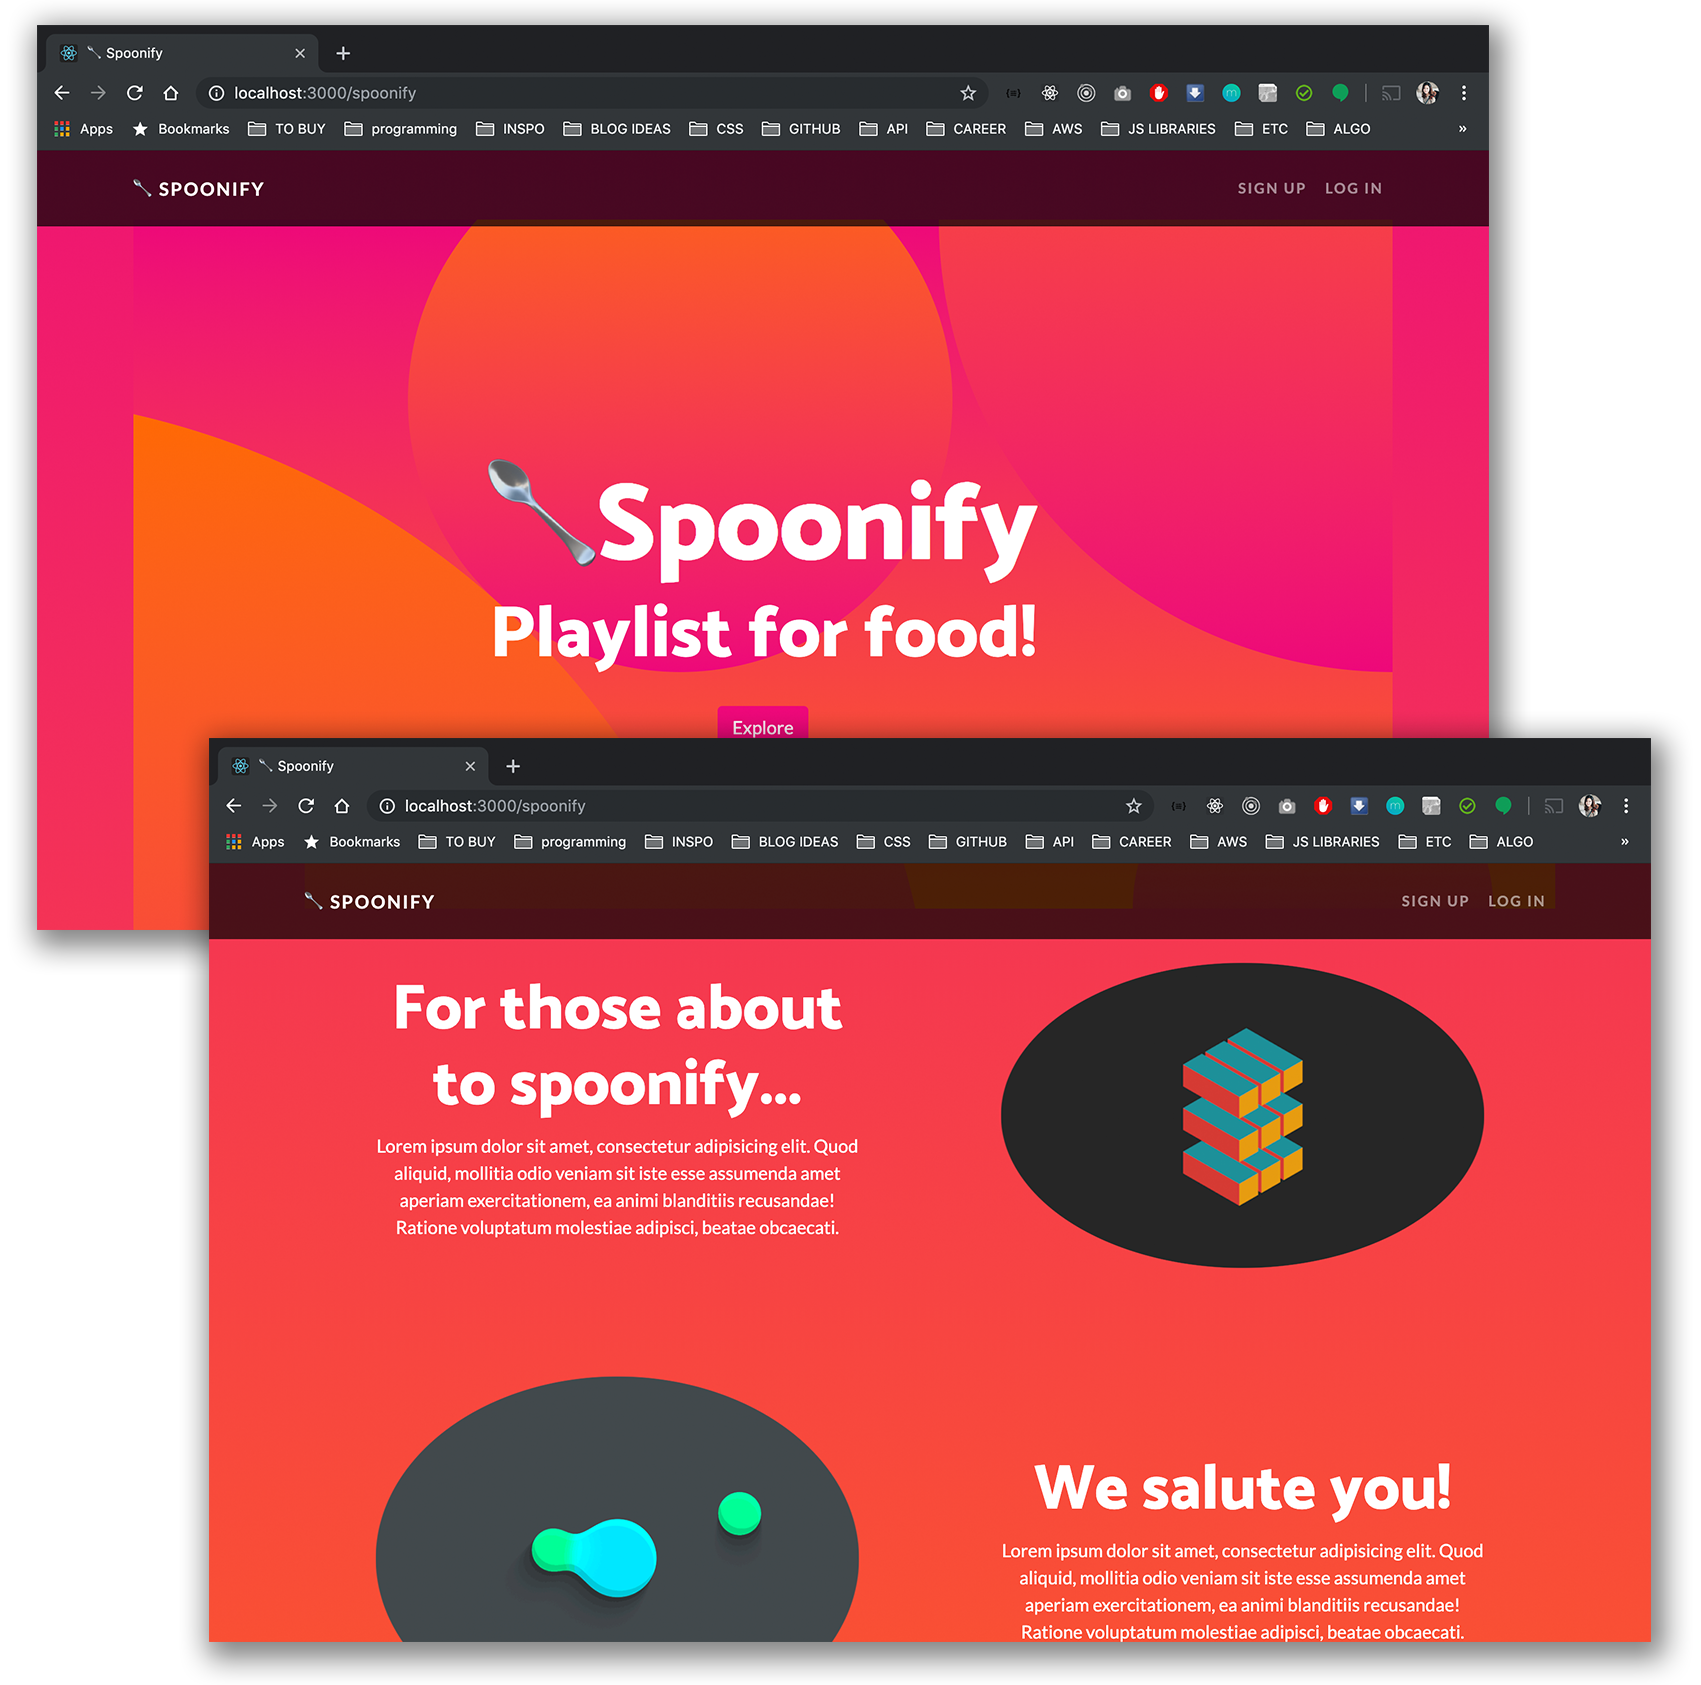 Spoonify
localhost:3000/spoonify
Apps Bookmarks TO BUY programming INSPO BLOG IDEAS CSS GITHUB API CAREER AWS JS LIBRARIES ETC ALGO »
SPOONIFY SIGN UP LOG IN
Spoonify
Playlist for food!
Explore
Spoonify
localhost:3000/spoonify
Apps Bookmarks TO BUY programming INSPO BLOG IDEAS CSS GITHUB API CAREER AWS JS LIBRARIES ETC ALGO »
SPOONIFY SIGN UP LOG IN
For those about
to spoonify...
Lorem ipsum dolor sit amet, consectetur adipisicing elit. Quod
aliquid, mollitia odio veniam sit iste esse assumenda amet
aperiam exercitationem, ea animi blanditiis recusandae!
Ratione voluptatum molestiae adipisci, beatae obcaecati.
We salute you!
Lorem ipsum dolor sit amet, consectetur adipisicing elit. Quod
aliquid, mollitia odio veniam sit iste esse assumenda amet
aperiam exercitationem, ea animi blanditiis recusandae!
Ratione voluptatum molestiae adipisci, beatae obcaecati.